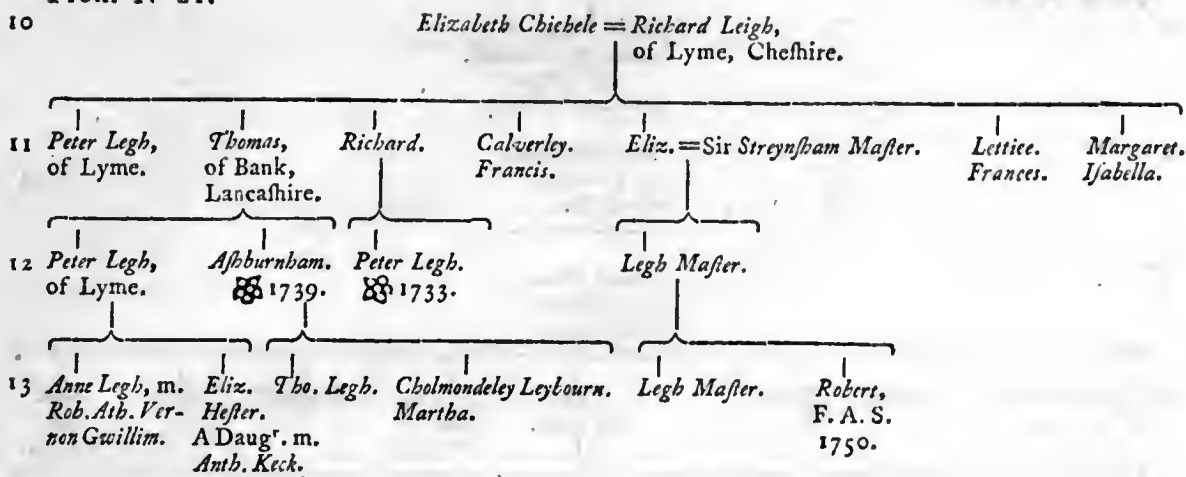 10 Elizabeth Chichele = Richard Leigh,
of Lyme, Cheſhire.
11 Peter Legh, Thomas, Richard. Calverley. Eliz. = Sir Streynſham Maſter. Lettice. Margaret.
of Lyme. of Bank, Francis. Frances. Iſabella.
Lancaſhire.
12 Peter Legh, Aſhburnham. Peter Legh. Legh Maſter.
of Lyme. 1739. 1733.
13 Anne Legh, m. Eliz. Tho. Legh. Cholmondeley Leybourn. Legh Maſter. Robert,
Rob. Ath. Ver- Heſter. Martha. F. A. S.
non Gwillim. A Daugr. m. 1750.
Anth. Keck.